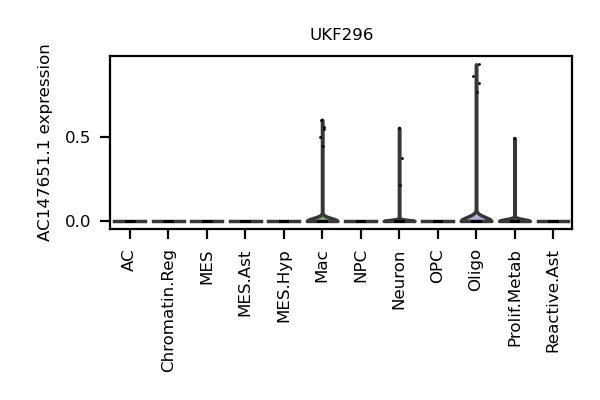 UKF296
AC147651.1 expression
0.5
0.0
AC
Chromatin.Reg
MES
MES.Ast
MES.Hyp
Mac
NPC
Neuron
OPC
Oligo
Prolif.Metab
Reactive.Ast